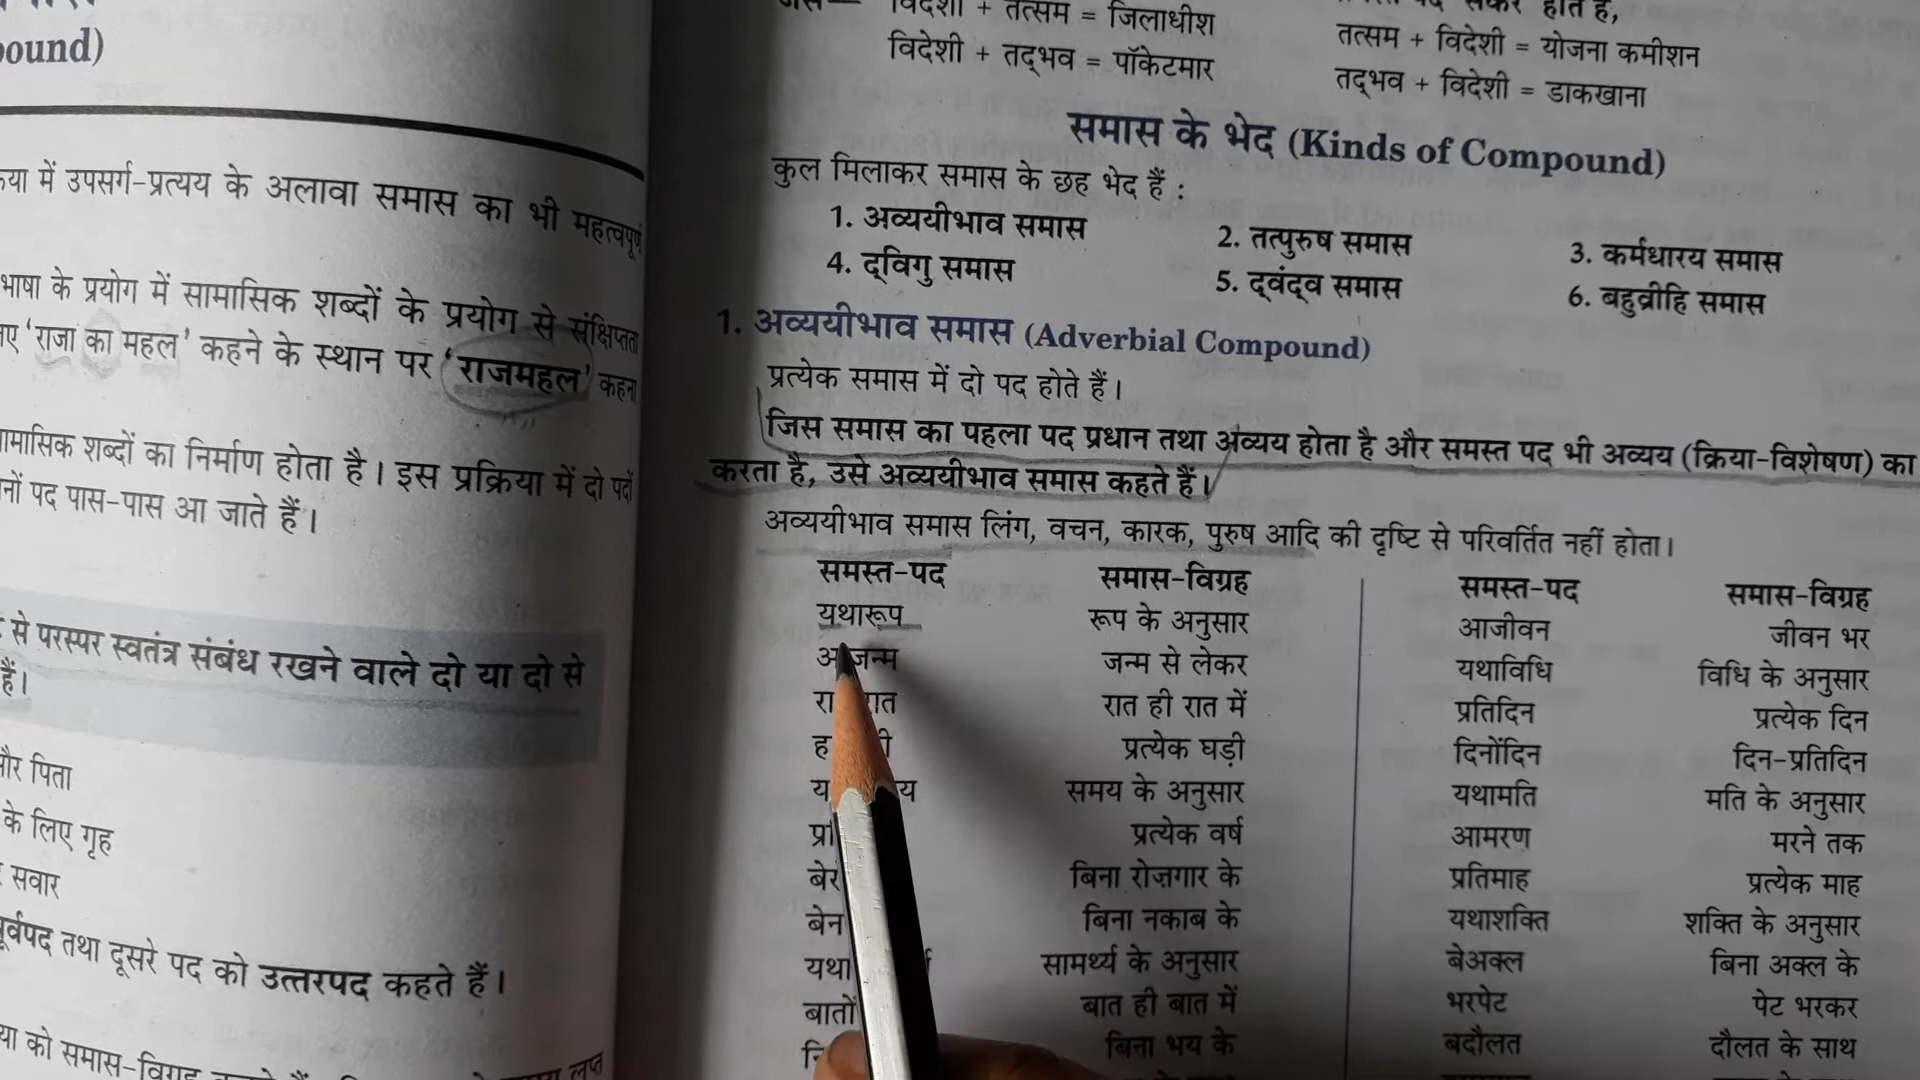 ound)
में उपसर्ग-प्रत्यय के अलावा समास का भी महत्वपूर्ण
भाषा के प्रयोग में सामासिक शब्दों के प्रयोग से संक्षिप्तता
'राजा का महल' कहने के स्थान पर 'राजमहल' कहना
सामासिक शब्दों का निर्माण होता है। इस प्रक्रिया में दो पदों
पद पास-पास आ जाते हैं।
से परस्पर स्वतंत्र संबंध रखने वाले दो या दो से
हैं।
और पिता
के लिए गृह
सवार
पूर्वपद तथा दूसरे पद को उत्तरपद कहते हैं।
को समास-विग्रह
विदेशी + तत्सम = जिलाधीश
तत्सम + विदेशी = योजना कमीशन
विदेशी + तद्भव = पॉकेटमार
तद्भव + विदेशी = डाकखाना
समास के भेद (Kinds of Compound)
कुल मिलाकर समास के छह भेद हैं :
1. अव्ययीभाव समास 2. तत्पुरुष समास 3. कर्मधारय समास
4. द्विगु समास 5. द्वंद्व समास 6. बहुव्रीहि समास
1. अव्ययीभाव समास (Adverbial Compound)
प्रत्येक समास में दो पद होते हैं।
जिस समास का पहला पद प्रधान तथा अव्यय होता है और समस्त पद भी अव्यय (क्रिया-विशेषण) का
करता है, उसे अव्ययीभाव समास कहते हैं।
अव्ययीभाव समास लिंग, वचन, कारक, पुरुष आदि की दृष्टि से परिवर्तित नहीं होता।
समस्त-पद समास-विग्रह समस्त-पद समास-विग्रह
यथारूप रूप के अनुसार आजीवन जीवन भर
आजन्म जन्म से लेकर यथाविधि विधि के अनुसार
रात ही रात में प्रतिदिन प्रत्येक दिन
प्रत्येक घड़ी दिनोंदिन दिन-प्रतिदिन
समय के अनुसार यथामति मति के अनुसार
प्रत्येक वर्ष आमरण मरने तक
बिना रोज़गार के प्रतिमाह प्रत्येक माह
बिना नकाब के यथाशक्ति शक्ति के अनुसार
सामर्थ्य के अनुसार बेअक्ल बिना अक्ल के
बात ही बात में भरपेट पेट भरकर
बिना भय के बदौलत दौलत के साथ